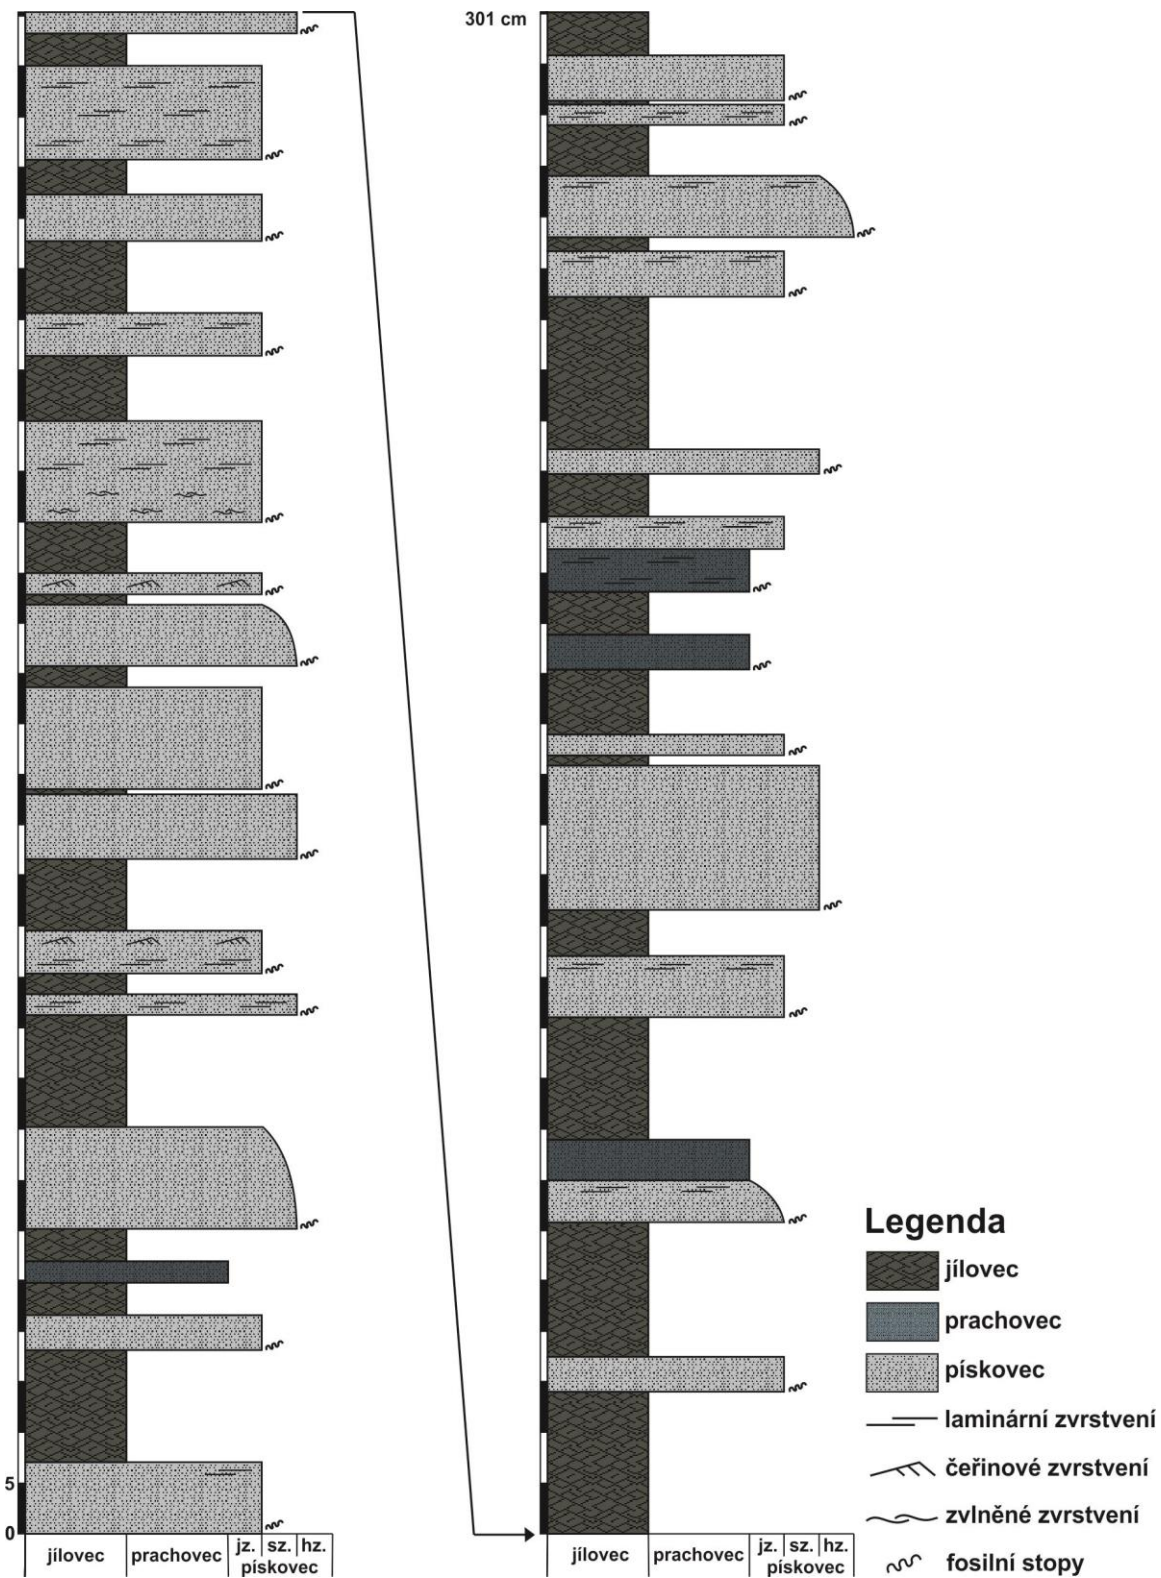 301 cm
5
0
jílovec
prachovec
jz.
sz.
hz.
pískovec
jílovec
prachovec
jz.
sz.
hz.
pískovec
Legenda
jílovec
prachovec
pískovec
laminární zvrstvení
čeřinové zvrstvení
zvlněné zvrstvení
fosilní stopy